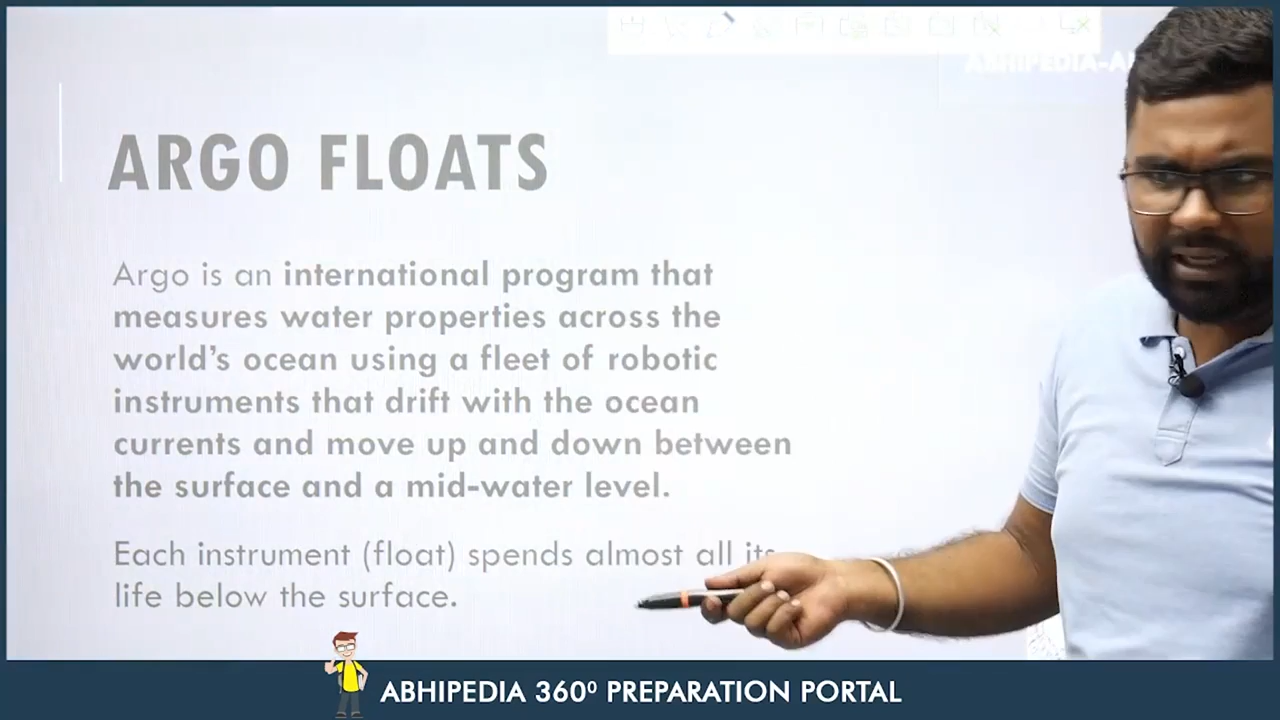 ABHIPEDIA-A
ARGO FLOATS
Argo is an international program that
measures water properties across the
world's ocean using a fleet of robotic
instruments that drift with the ocean
currents and move up and down between
the surface and a mid-water level.
Each instrument (float) spends almost all its
life below the surface.
ABHIPEDIA 360⁰ PREPARATION PORTAL